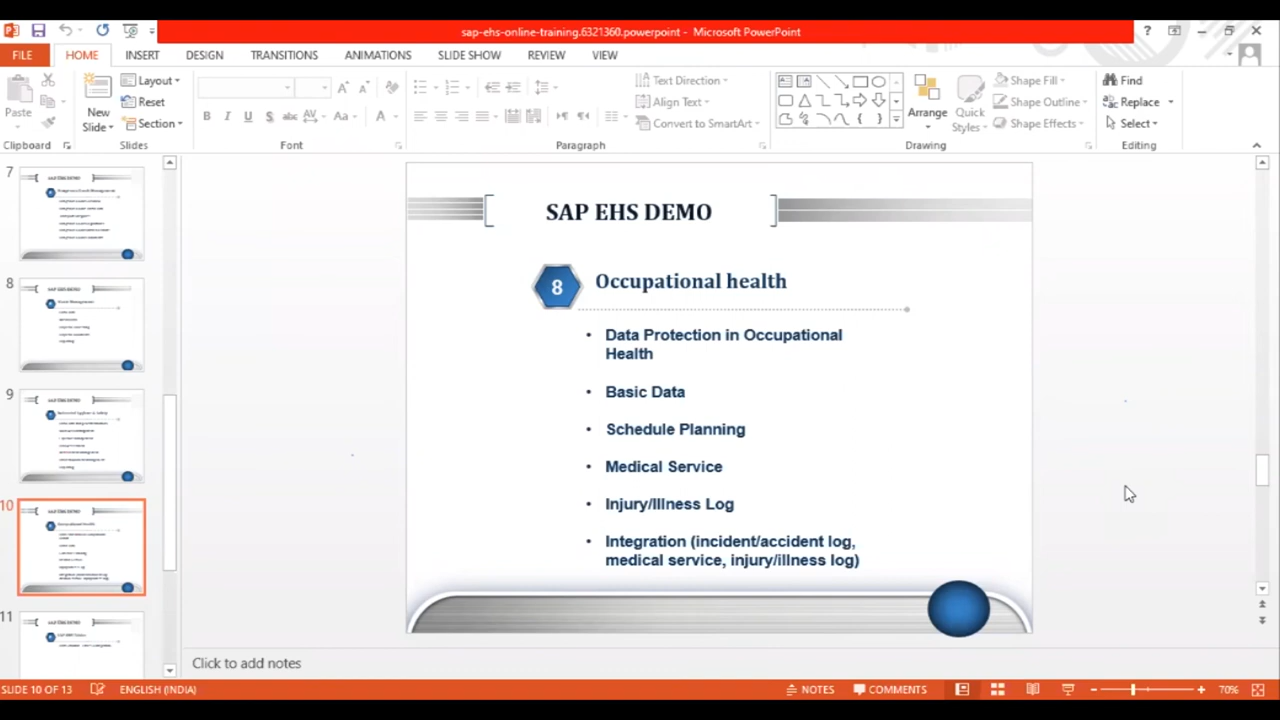 sap-ehs-online-training.6321360.powerpoint - Microsoft PowerPoint
?
FILE HOME INSERT DESIGN TRANSITIONS ANIMATIONS SLIDE SHOW REVIEW VIEW
Paste
New
Slide
Layout
Reset
Section
B I U S abc AV Aa A
Text Direction
Align Text
Convert to SmartArt
Arrange
Quick
Styles
Shape Fill
Shape Outline
Shape Effects
Find
Replace
Select
Clipboard Slides Font Paragraph Drawing Editing
7
8
9
10
11
SAP EHS DEMO
8 Occupational health
• Data Protection in Occupational
Health
• Basic Data
• Schedule Planning
• Medical Service
• Injury/Illness Log
• Integration (incident/accident log,
medical service, injury/illness log)
Click to add notes
SLIDE 10 OF 13 ENGLISH (INDIA) NOTES COMMENTS 70%